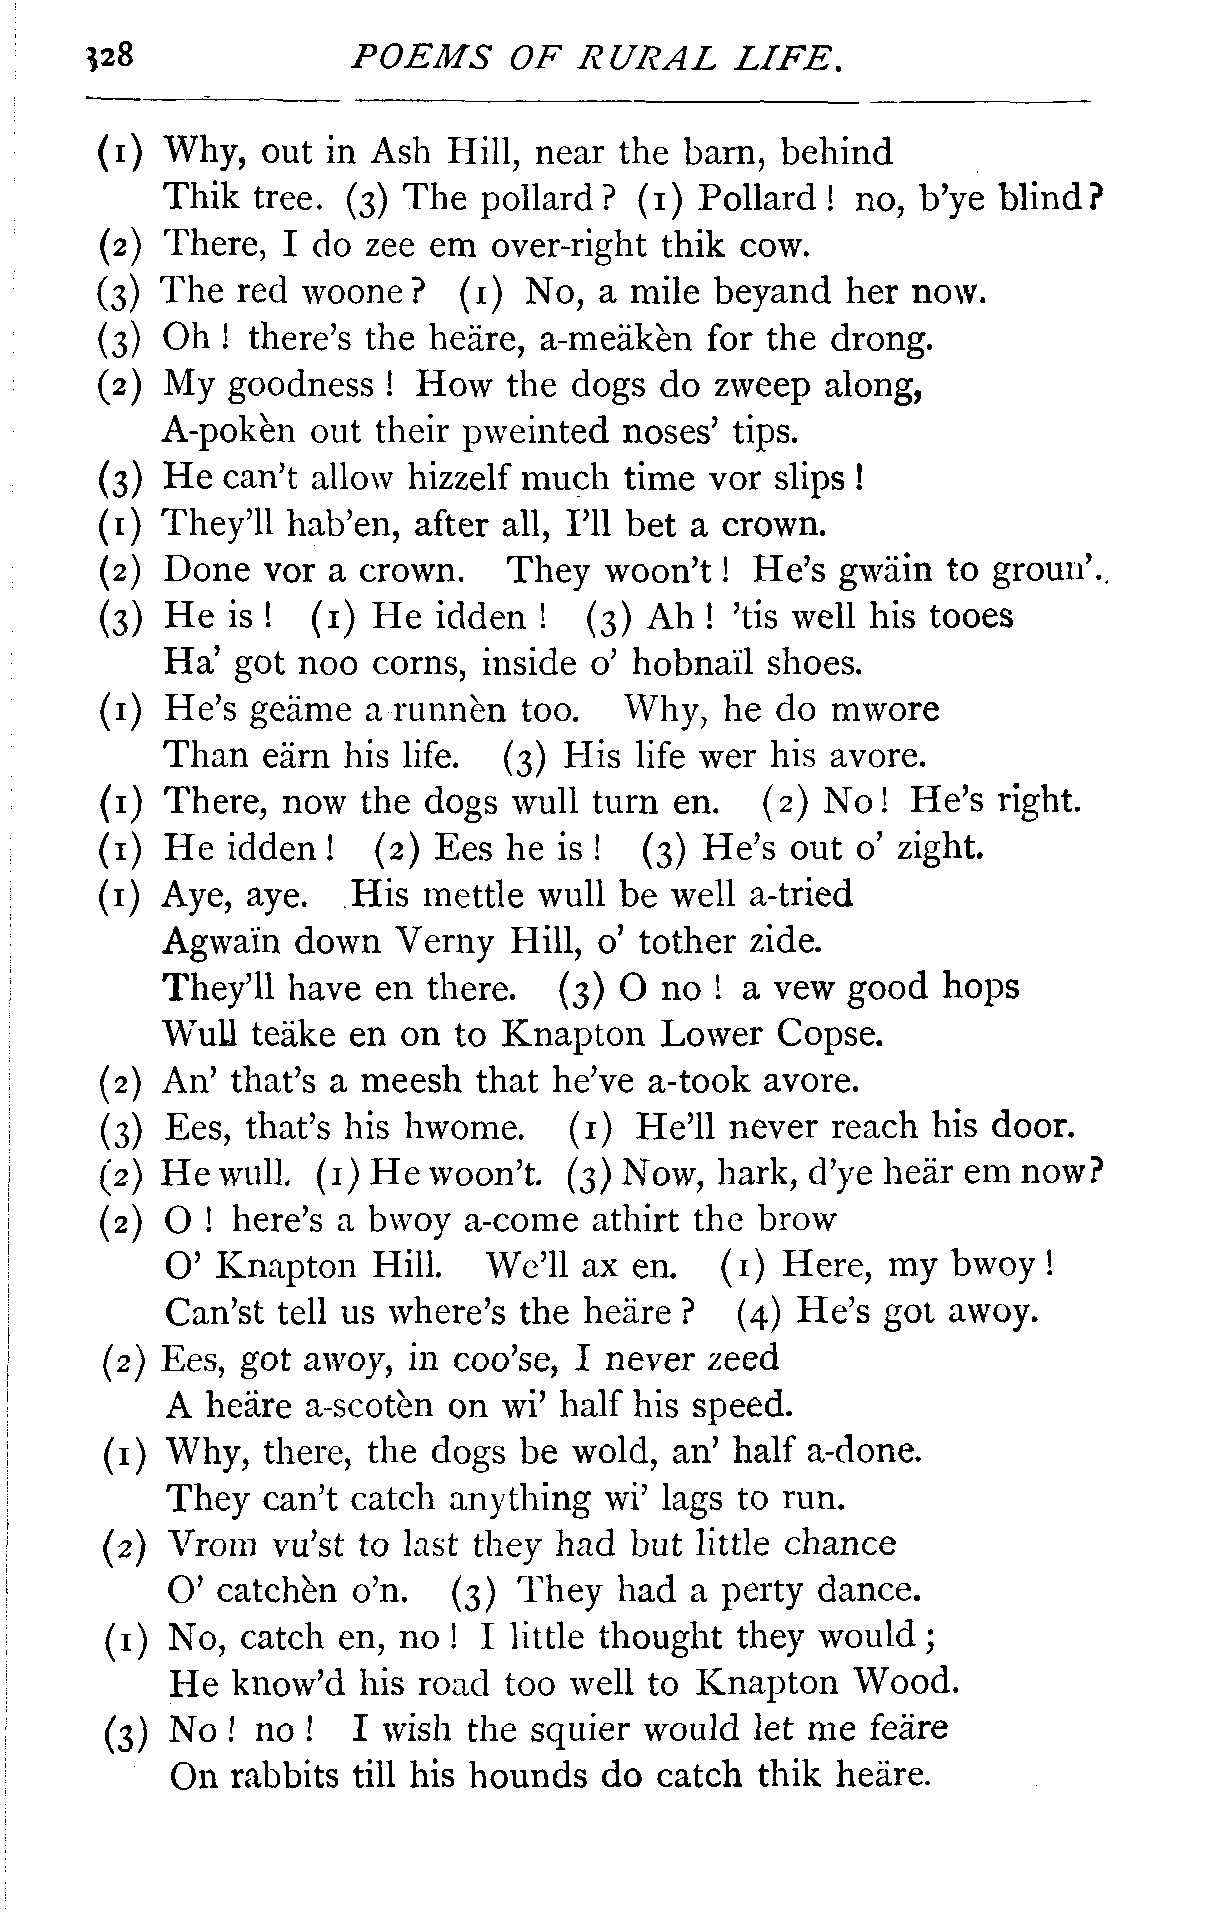 328 POEMS OF RURAL LIFE.
(1) Why, out in Ash Hill, near the barn, behind
Thik tree. (3) The pollard? (1) Pollard! no, b'ye blind?
(2) There, I do zee em over-right thik cow.
(3) The red woone? (1) No, a mile beyand her now.
(3) Oh! there's the heäre, a-meäkèn for the drong.
(2) My goodness! How the dogs do zweep along,
A-pokèn out their pweinted noses' tips.
(3) He can't allow hizzelf much time vor slips!
(1) They'll hab'en, after all, I'll bet a crown.
(2) Done vor a crown. They woon't! He's gwäin to groun'.
(3) He is! (1) He idden! (3) Ah! 'tis well his tooes
Ha' got noo corns, inside o' hobnaïl shoes.
(1) He's geäme a runnèn too. Why, he do mwore
Than eärn his life. (3) His life wer his avore.
(1) There, now the dogs wull turn en. (2) No! He's right.
(1) He idden! (2) Ees he is! (3) He's out o' zight.
(1) Aye, aye. His mettle wull be well a-tried
Agwaïn down Verny Hill, o' tother zide.
They'll have en there. (3) O no! a vew good hops
Wull teäke en on to Knapton Lower Copse.
(2) An' that's a meesh that he've a-took avore.
(3) Ees, that's his hwome. (1) He'll never reach his door.
(2) He wull. (1) He woon't. (3) Now, hark, d'ye heär em now?
(2) O! here's a bwoy a-come athirt the brow
O' Knapton Hill. We'll ax en. (1) Here, my bwoy!
Can'st tell us where's the heäre? (4) He's got awoy.
(2) Ees, got awoy, in coo'se, I never zeed
A heäre a-scotèn on wi' half his speed.
(1) Why, there, the dogs be wold, an' half a-done.
They can't catch anything wi' lags to run.
(2) Vrom vu'st to last they had but little chance
O' catchèn o'n. (3) They had a perty dance.
(1) No, catch en, no! I little thought they would;
He know'd his road too well to Knapton Wood.
(3) No! no! I wish the squier would let me feäre
On rabbits till his hounds do catch thik heäre.